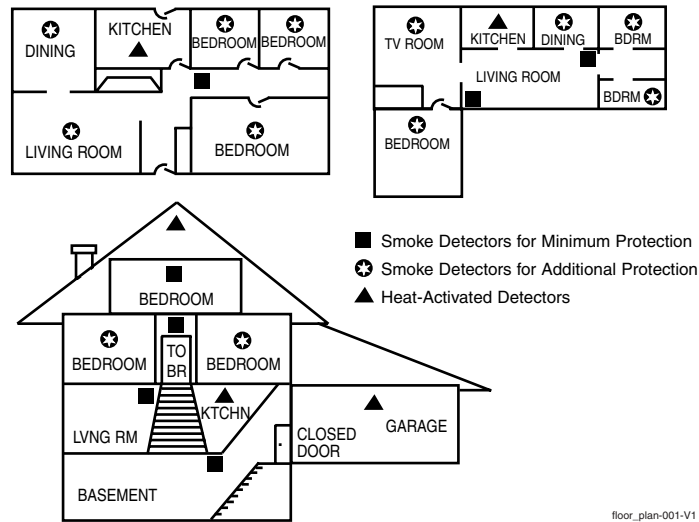 DINING
KITCHEN
BEDROOM
BEDROOM
LIVING ROOM
BEDROOM
TV ROOM
KITCHEN
DINING
BDRM
LIVING ROOM
BDRM
BEDROOM
Smoke Detectors for Minimum Protection
Smoke Detectors for Additional Protection
Heat-Activated Detectors
BEDROOM
BEDROOM
TO
BR
BEDROOM
LVNG RM
KTCHN
CLOSED
DOOR
GARAGE
BASEMENT
floor_plan-001-V1